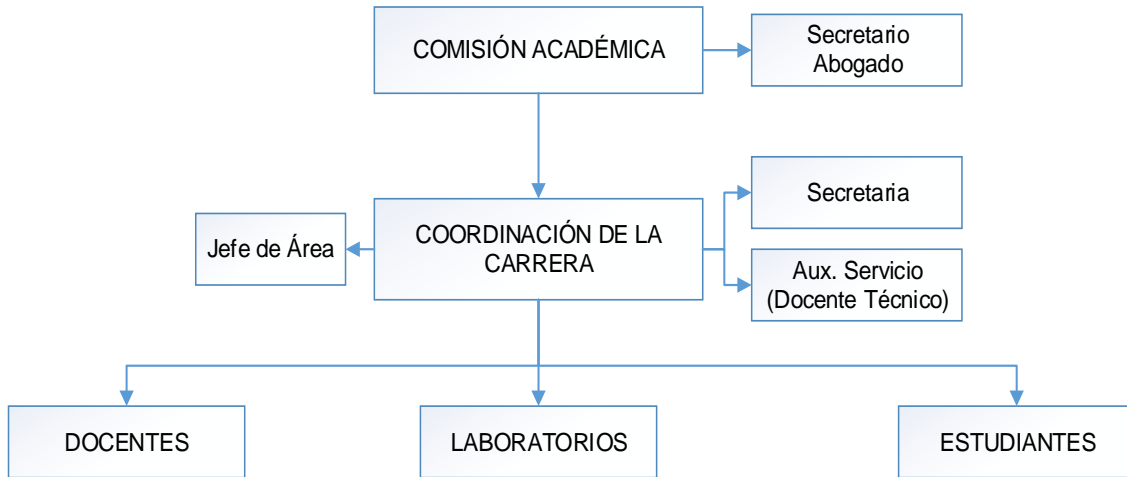 COMISIÓN ACADÉMICA
Secretario
Abogado
Jefe de Área
COORDINACIÓN DE LA
CARRERA
Secretaria
Aux. Servicio
(Docente Técnico)
DOCENTES
LABORATORIOS
ESTUDIANTES